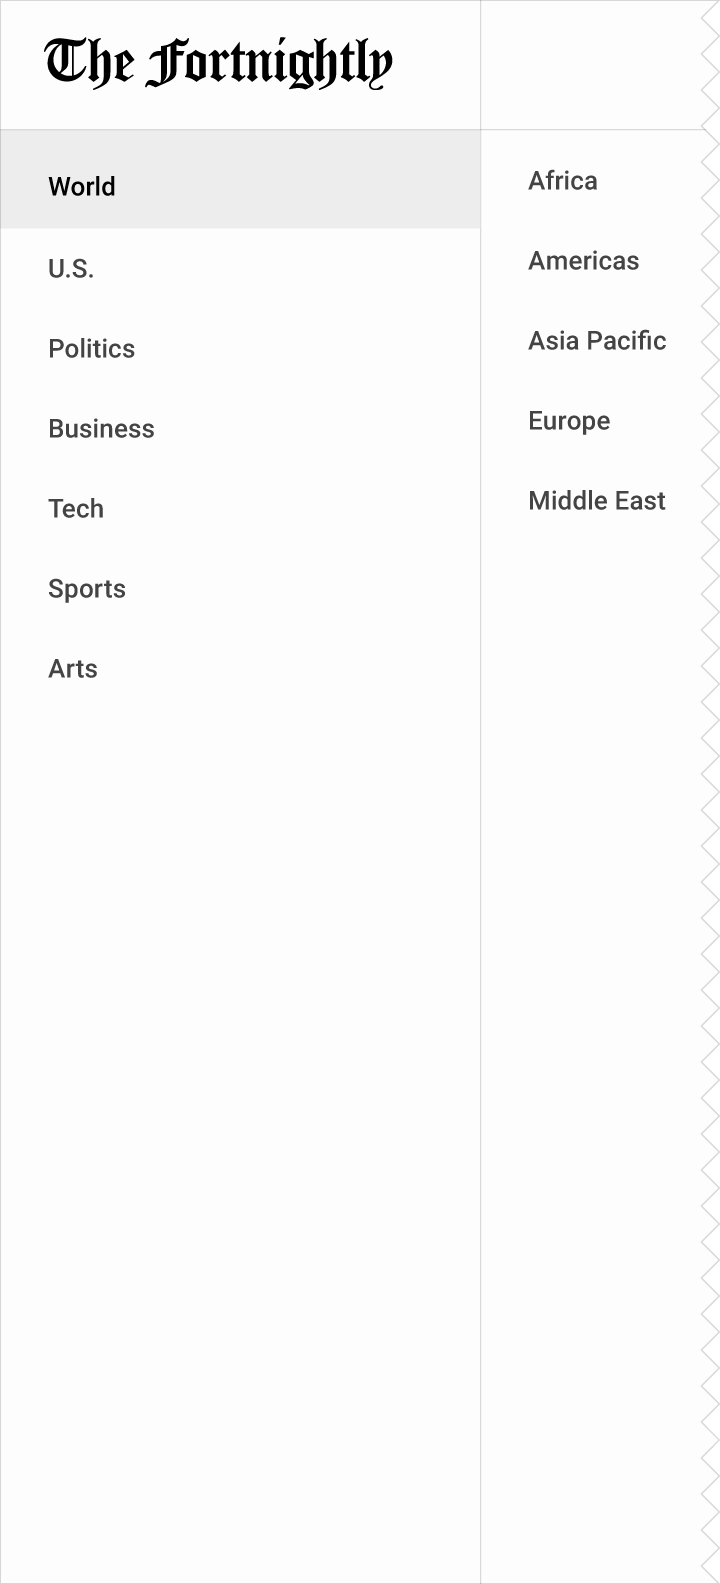 The Fortnightly
World
U.S.
Politics
Business
Tech
Sports
Arts
Africa
Americas
Asia Pacific
Europe
Middle East